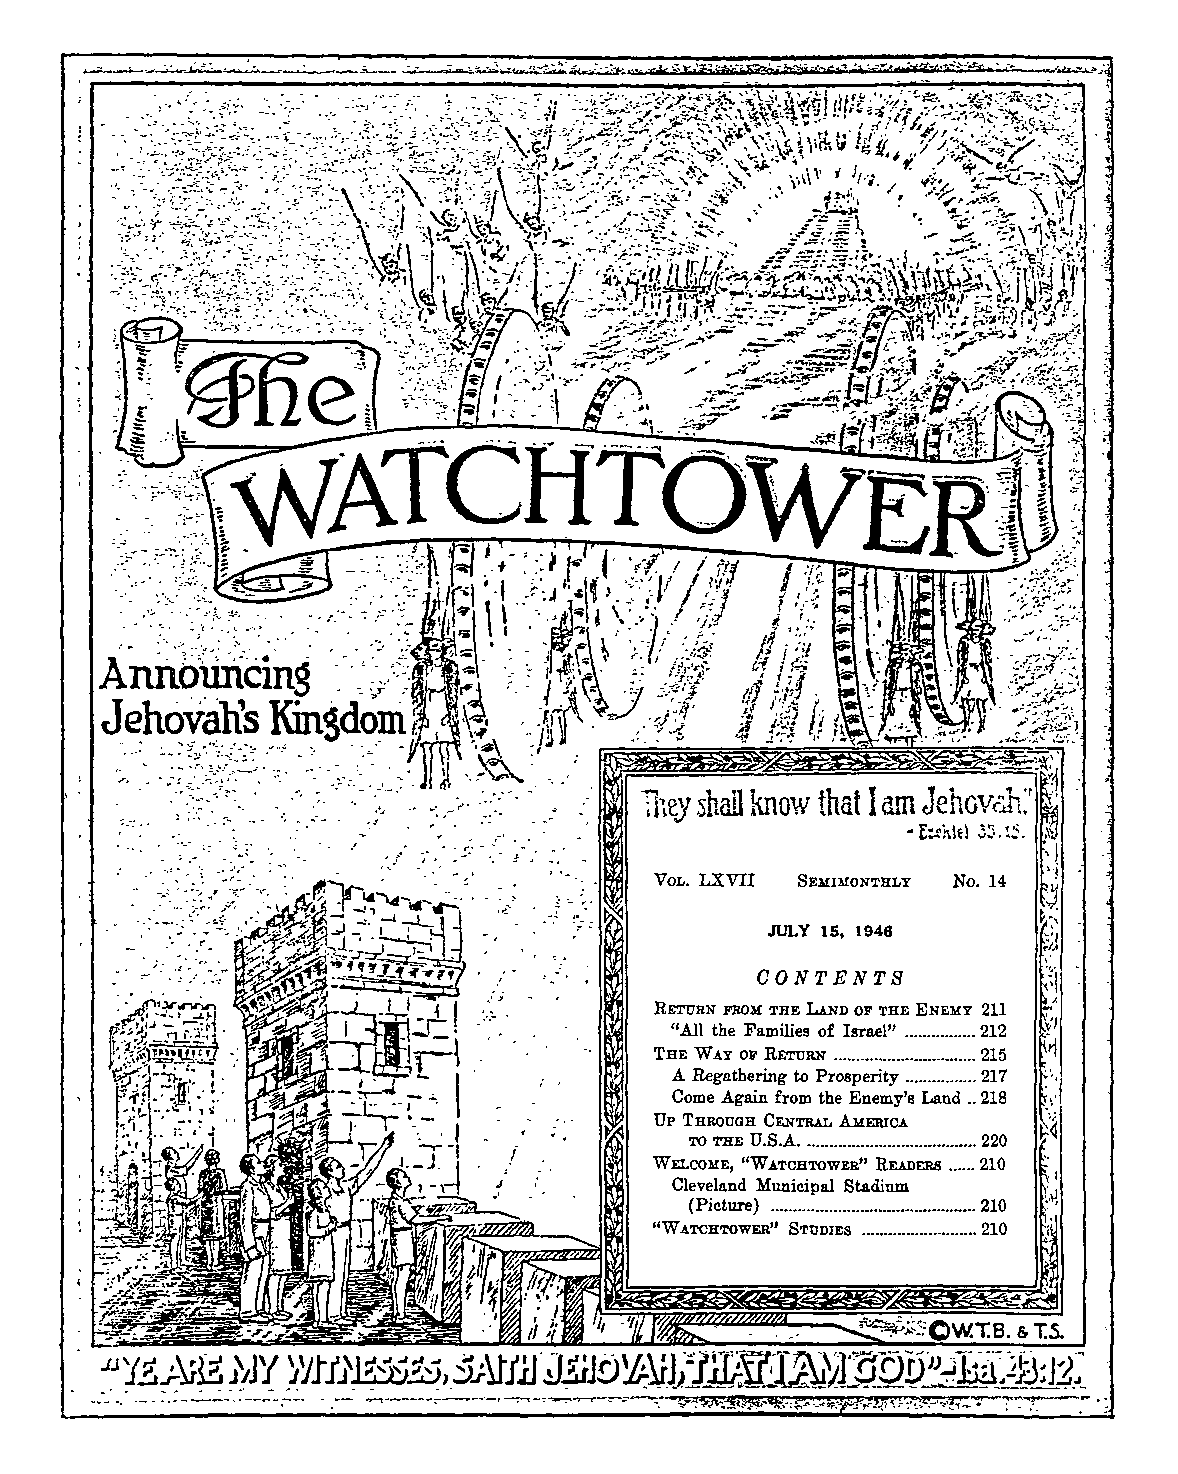 The
WATCHTOWER
Announcing
Jehovah's Kingdom
"They shall know that I am Jehovah."
- Ezekiel 35:15.
VOL. LXVII SEMIMONTHLY NO. 14
JULY 15, 1946
CONTENTS
RETURN FROM THE LAND OF THE ENEMY 211
"All the Families of Israel" .............. 212
THE WAY OF RETURN ............................. 215
A Regathering to Prosperity ............... 217
Come Again from the Enemy's Land .. 218
UP THROUGH CENTRAL AMERICA
TO THE U.S.A. ................................... 220
WELCOME, "WATCHTOWER" READERS ..... 210
Cleveland Municipal Stadium
(Picture) .......................................... 210
"WATCHTOWER" STUDIES ........................ 210
©W.T.B. & T.S.
"YE ARE MY WITNESSES, SAITH JEHOVAH, THAT I AM GOD"-Isa.43:12.